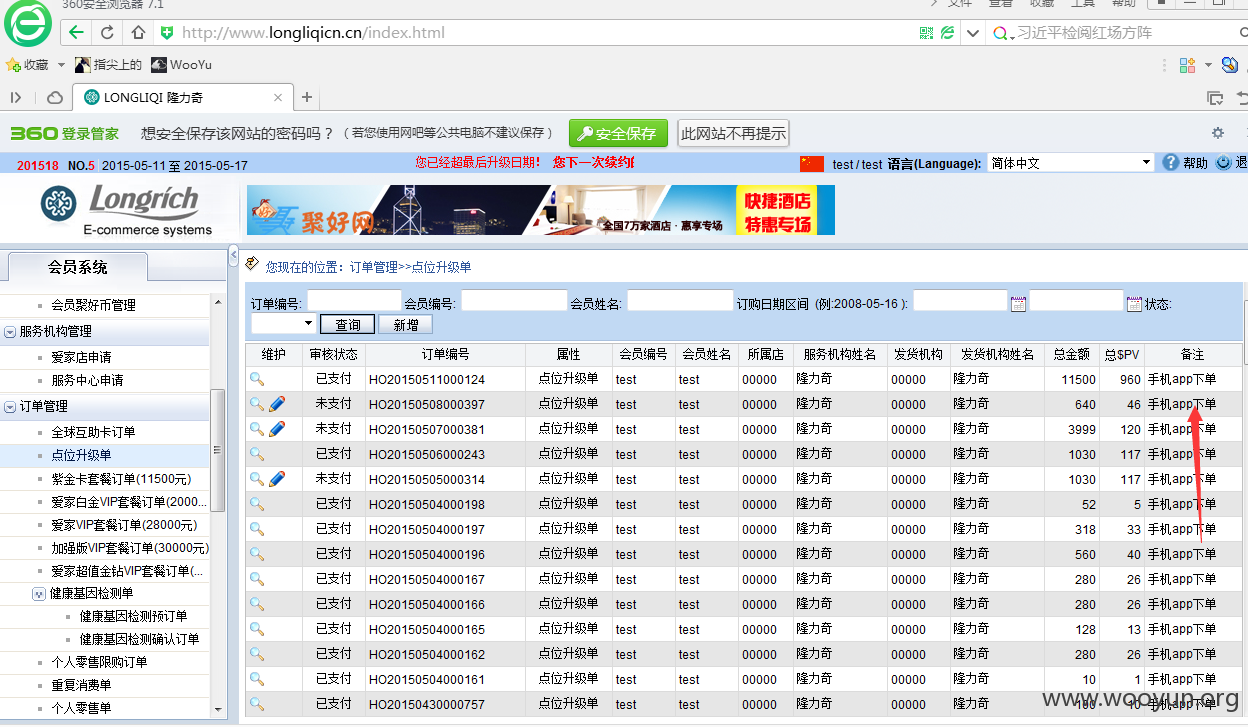 360安全浏览器 7.1
文件 查看 收藏 工具 帮助
http://www.longliqicn.cn/index.html
习近平检阅红场方阵
收藏 指尖上的 WooYu
LONGLIQI 隆力奇
360 登录管家 想安全保存该网站的密码吗？（若您使用网吧等公共电脑不建议保存） 安全保存 此网站不再提示
201518 NO.5 2015-05-11 至 2015-05-17 您已经超最后升级日期! 您下一次续约 test / test 语言(Language): 简体中文 帮助 退
Longrich
E-commerce systems
聚好网
全国7万家酒店·惠享专场
快捷酒店
特惠专场
会员系统
会员聚好币管理
服务机构管理
爱家店申请
服务中心申请
订单管理
全球互助卡订单
点位升级单
紫金卡套餐订单(11500元)
爱家白金VIP套餐订单(2000...
爱家VIP套餐订单(28000元)
加强版VIP套餐订单(30000元)
爱家超值金钻VIP套餐订单(...
健康基因检测单
健康基因检测预订单
健康基因检测确认订单
个人零售限购订单
重复消费单
个人零售单
您现在的位置：订单管理>>点位升级单
订单编号: 会员编号: 会员姓名: 订购日期区间 (例:2008-05-16 ): 状态:
查询 新增
维护 审核状态 订单编号 属性 会员编号 会员姓名 所属店 服务机构姓名 发货机构 发货机构姓名 总金额 总$PV 备注
已支付 HO20150511000124 点位升级单 test test 00000 隆力奇 00000 隆力奇 11500 960 手机app下单
未支付 HO20150508000397 点位升级单 test test 00000 隆力奇 00000 隆力奇 640 46 手机app下单
未支付 HO20150507000381 点位升级单 test test 00000 隆力奇 00000 隆力奇 3999 120 手机app下单
已支付 HO20150506000243 点位升级单 test test 00000 隆力奇 00000 隆力奇 1030 117 手机app下单
未支付 HO20150505000314 点位升级单 test test 00000 隆力奇 00000 隆力奇 1030 117 手机app下单
已支付 HO20150504000198 点位升级单 test test 00000 隆力奇 00000 隆力奇 52 5 手机app下单
已支付 HO20150504000197 点位升级单 test test 00000 隆力奇 00000 隆力奇 318 33 手机app下单
已支付 HO20150504000196 点位升级单 test test 00000 隆力奇 00000 隆力奇 560 40 手机app下单
已支付 HO20150504000167 点位升级单 test test 00000 隆力奇 00000 隆力奇 280 26 手机app下单
已支付 HO20150504000166 点位升级单 test test 00000 隆力奇 00000 隆力奇 280 26 手机app下单
已支付 HO20150504000165 点位升级单 test test 00000 隆力奇 00000 隆力奇 128 13 手机app下单
已支付 HO20150504000162 点位升级单 test test 00000 隆力奇 00000 隆力奇 280 26 手机app下单
已支付 HO20150504000161 点位升级单 test test 00000 隆力奇 00000 隆力奇 10 1 手机app下单
已支付 HO20150430000757 点位升级单 test test 00000 隆力奇 00000 隆力奇 手机app下单
www.wooyun.org